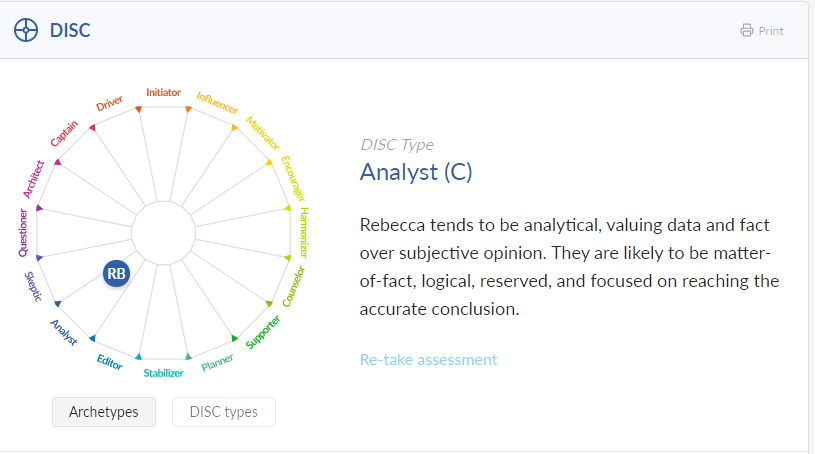 DISC
Print
Initiator
Influencer
Motivator
Encourager
Harmonizer
Counselor
Supporter
Planner
Stabilizer
Editor
Analyst
Skeptic
Questioner
Architect
Captain
Driver
RB
Archetypes
DISC types
DISC Type
Analyst (C)
Rebecca tends to be analytical, valuing data and fact
over subjective opinion. They are likely to be matter-
of-fact, logical, reserved, and focused on reaching the
accurate conclusion.
Re-take assessment